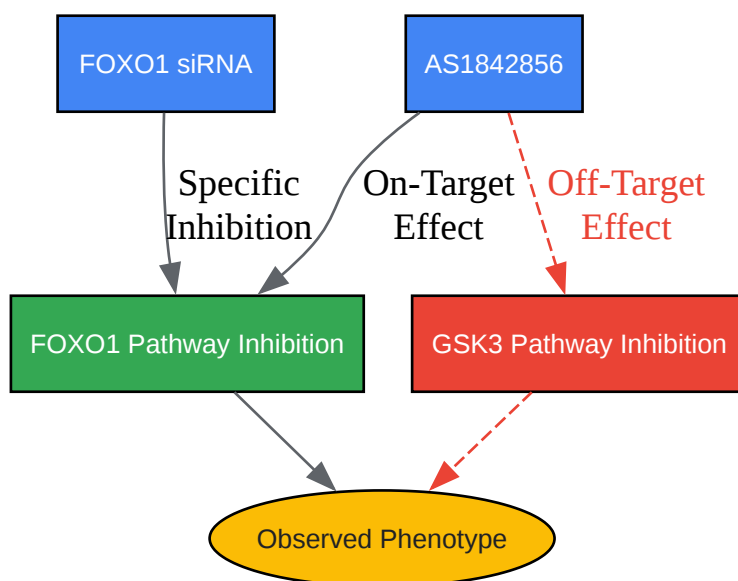 FOXO1 siRNA
AS1842856
Specific
Inhibition
On-Target
Effect
Off-Target
Effect
FOXO1 Pathway Inhibition
GSK3 Pathway Inhibition
Observed Phenotype